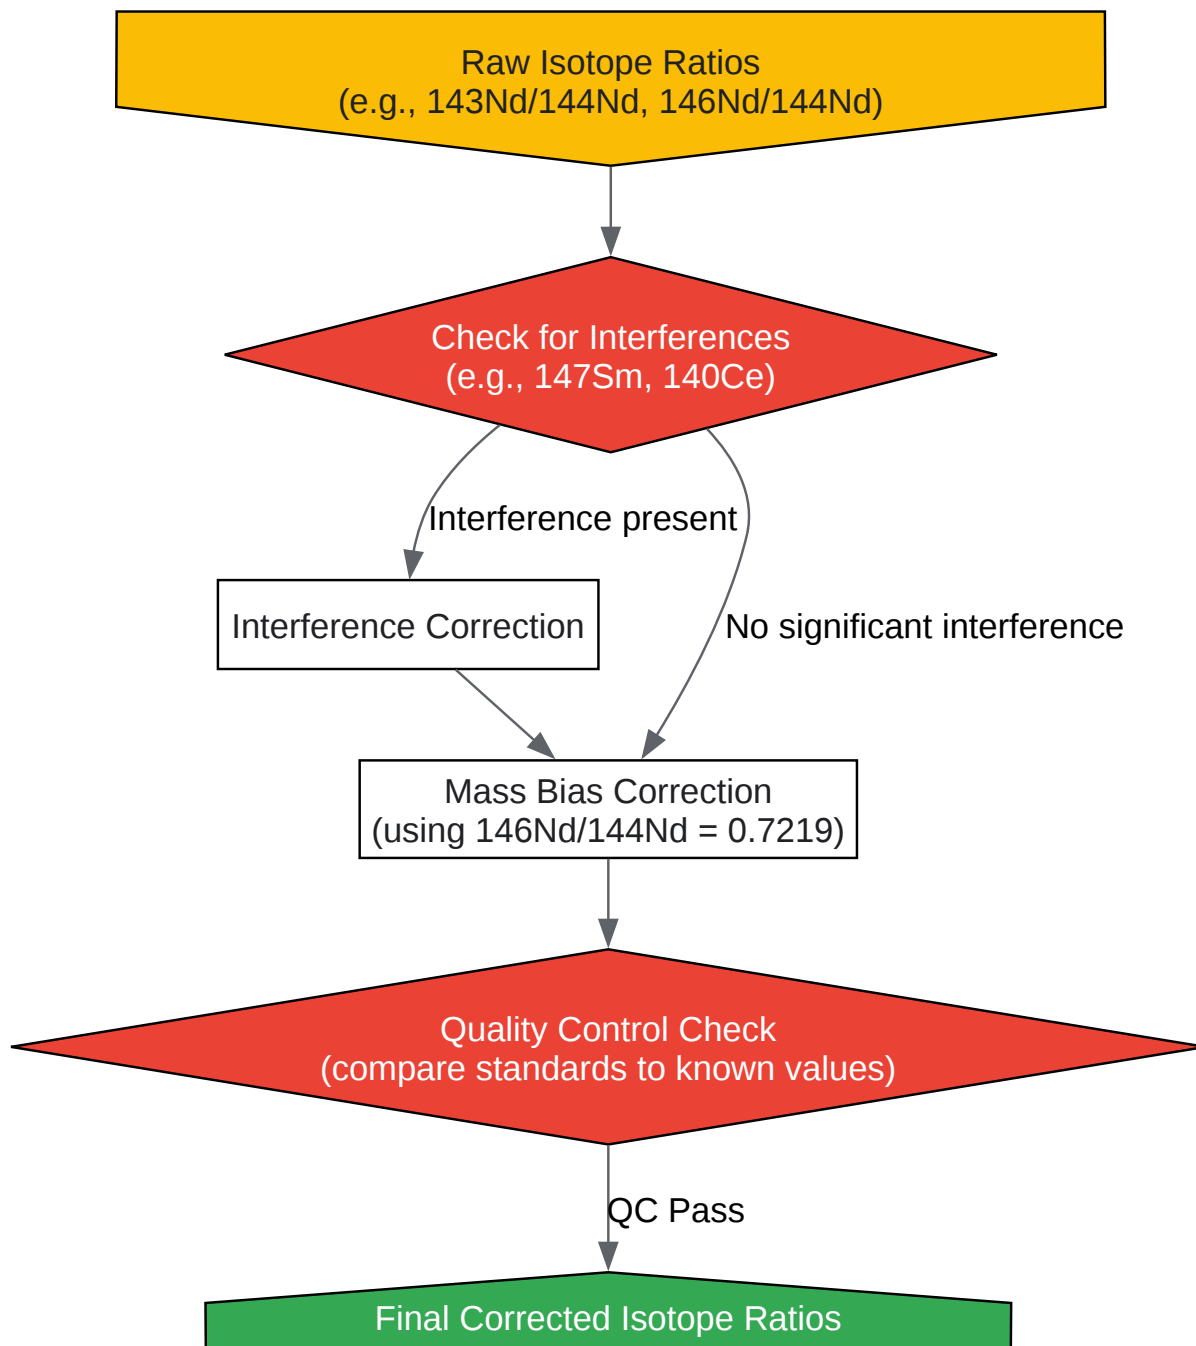 Raw Isotope Ratios
(e.g., 143Nd/144Nd, 146Nd/144Nd)
Check for Interferences
(e.g., 147Sm, 140Ce)
Interference present
Interference Correction
No significant interference
Mass Bias Correction
(using 146Nd/144Nd = 0.7219)
Quality Control Check
(compare standards to known values)
QC Pass
Final Corrected Isotope Ratios